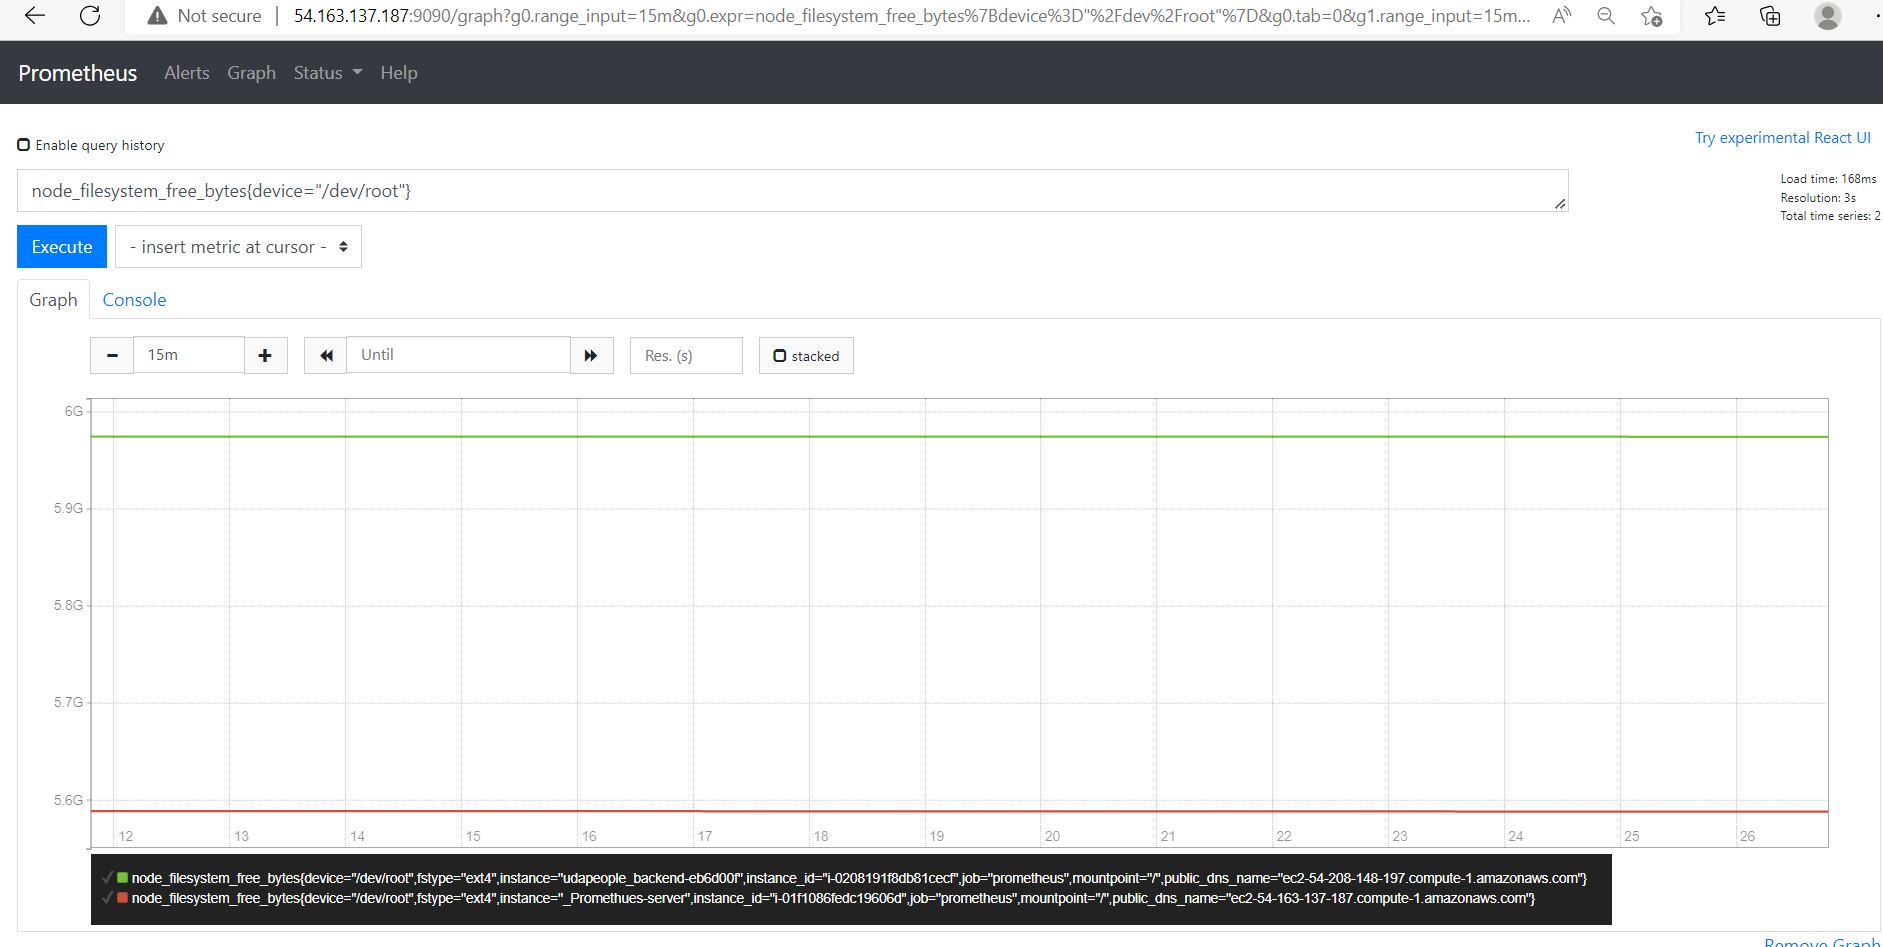 Not secure | 54.163.137.187:9090/graph?g0.range_input=15m&g0.expr=node_filesystem_free_bytes%7Bdevice%3D"%2Fdev%2Froot"%7D&g0.tab=0&g1.range_input=15m...
Prometheus Alerts Graph Status Help
Enable query history
Try experimental React UI
node_filesystem_free_bytes{device="/dev/root"}
Load time: 168ms
Resolution: 3s
Total time series: 2
Execute - insert metric at cursor -
Graph Console
15m Until Res. (s) stacked
6G
5.9G
5.8G
5.7G
5.6G
12 13 14 15 16 17 18 19 20 21 22 23 24 25 26
node_filesystem_free_bytes{device="/dev/root",fstype="ext4",instance="udapeople_backend-eb6d00f",instance_id="i-0208191f8db81cecf",job="prometheus",mountpoint="/",public_dns_name="ec2-54-208-148-197.compute-1.amazonaws.com"}
node_filesystem_free_bytes{device="/dev/root",fstype="ext4",instance="_Promethues-server",instance_id="i-01f1086fedc19606d",job="prometheus",mountpoint="/",public_dns_name="ec2-54-163-137-187.compute-1.amazonaws.com"}
Remove Graph